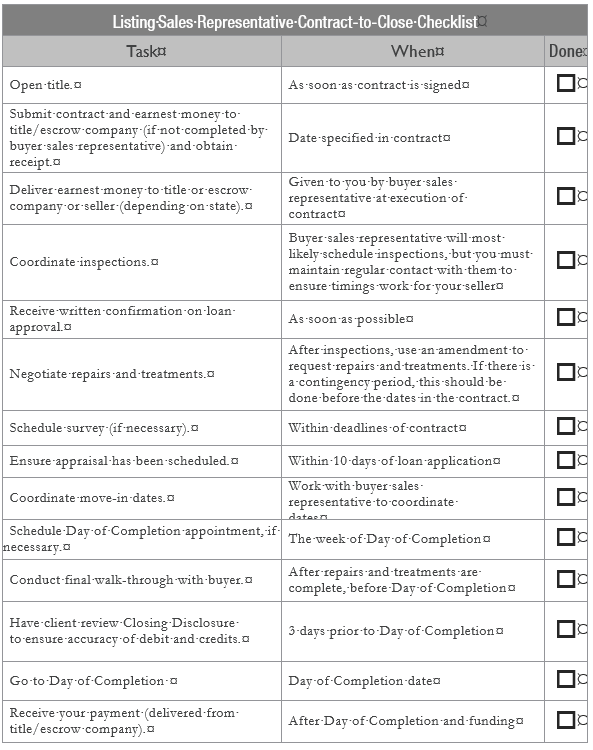 Listing Sales Representative Contract-to-Close Checklist¤
Task¤ When¤ Done¤
Open title.¤ As soon as contract is signed¤ ¤
Submit contract and earnest money to
title/escrow company (if not completed by
buyer sales representative) and obtain
receipt.¤
Date specified in contract¤ ¤
Deliver earnest money to title or escrow
company or seller (depending on state).¤
Given to you by buyer sales
representative at execution of
contract¤ ¤
Coordinate inspections.¤
Buyer sales representative will most
likely schedule inspections, but you must
maintain regular contact with them to
ensure timings work for your seller¤ ¤
Receive written confirmation on loan
approval.¤
As soon as possible¤ ¤
Negotiate repairs and treatments.¤
After inspections, use an amendment to
request repairs and treatments. If there is
a contingency period, this should be
done before the dates in the contract.¤ ¤
Schedule survey (if necessary).¤ Within deadlines of contract¤ ¤
Ensure appraisal has been scheduled.¤ Within 10 days of loan application¤ ¤
Coordinate move-in dates.¤
Work with buyer sales
representative to coordinate
dates¤ ¤
Schedule Day of Completion appointment, if
necessary.¤
The week of Day of Completion¤ ¤
Conduct final walk-through with buyer.¤
After repairs and treatments are
complete, before Day of Completion¤ ¤
Have client review Closing Disclosure
to ensure accuracy of debit and credits.¤
3 days prior to Day of Completion¤ ¤
Go to Day of Completion ¤ Day of Completion date¤ ¤
Receive your payment (delivered from
title/escrow company).¤
After Day of Completion and funding¤ ¤